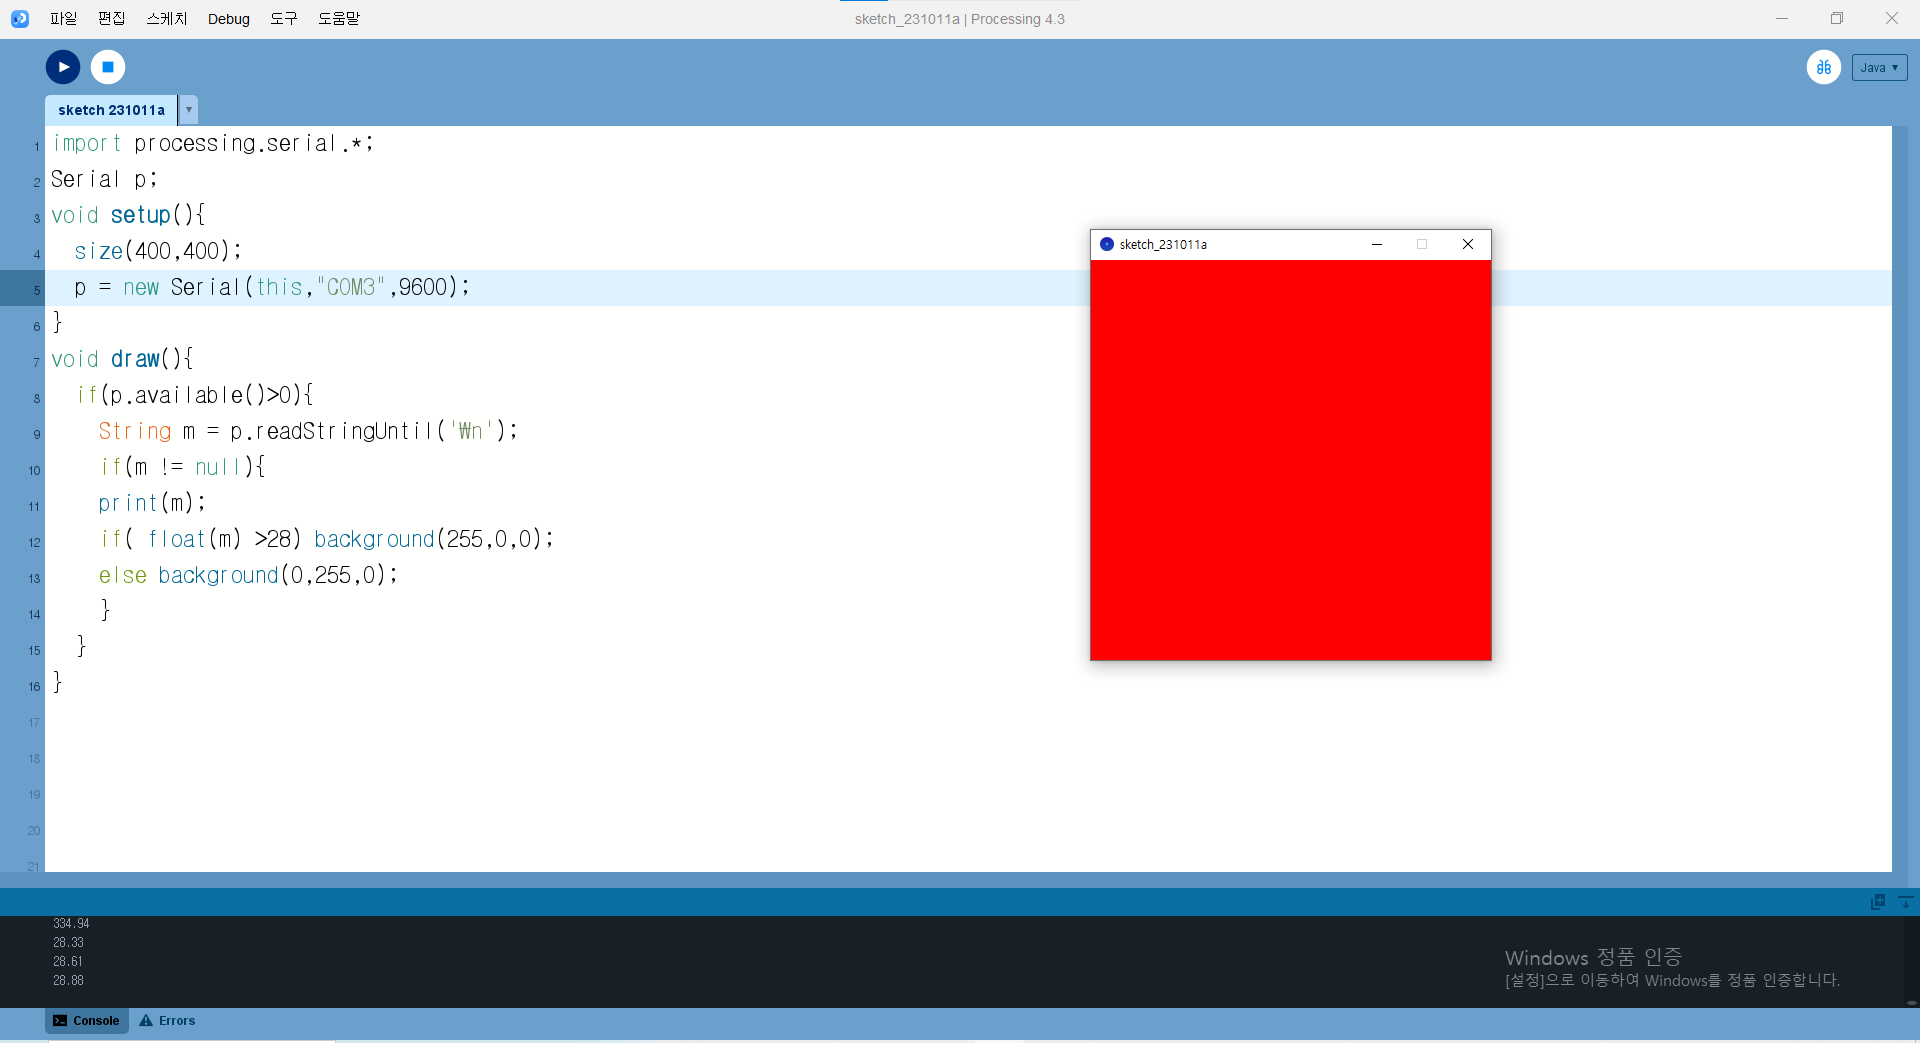 파일 편집 스케치 Debug 도구 도움말
sketch_231011a | Processing 4.3
Java ▼
sketch 231011a ▼
1 import processing.serial.*;
2 Serial p;
3 void setup(){
4 size(400,400);
5 p = new Serial(this,"COM3",9600);
6 }
7 void draw(){
8 if(p.available()>0){
9 String m = p.readStringUntil('₩n');
10 if(m != null){
11 print(m);
12 if( float(m) >28) background(255,0,0);
13 else background(0,255,0);
14 }
15 }
16 }
17
18
19
20
21
sketch_231011a
334.94
28.33
28.61
28.88
Windows 정품 인증
[설정]으로 이동하여 Windows를 정품 인증합니다.
Console Errors